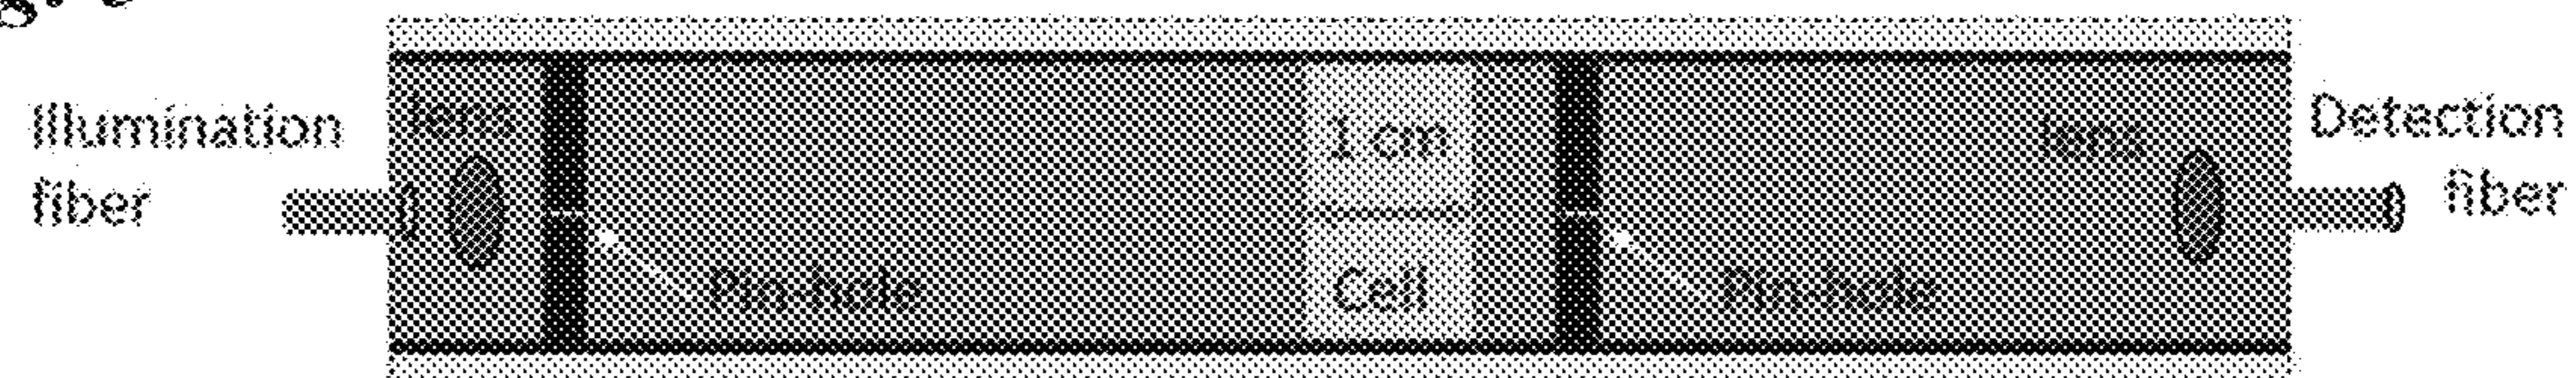 Illumination
fiber
lens
Pin-hole
1 cm
Cell
Pin-hole
lens
Detection
fiber